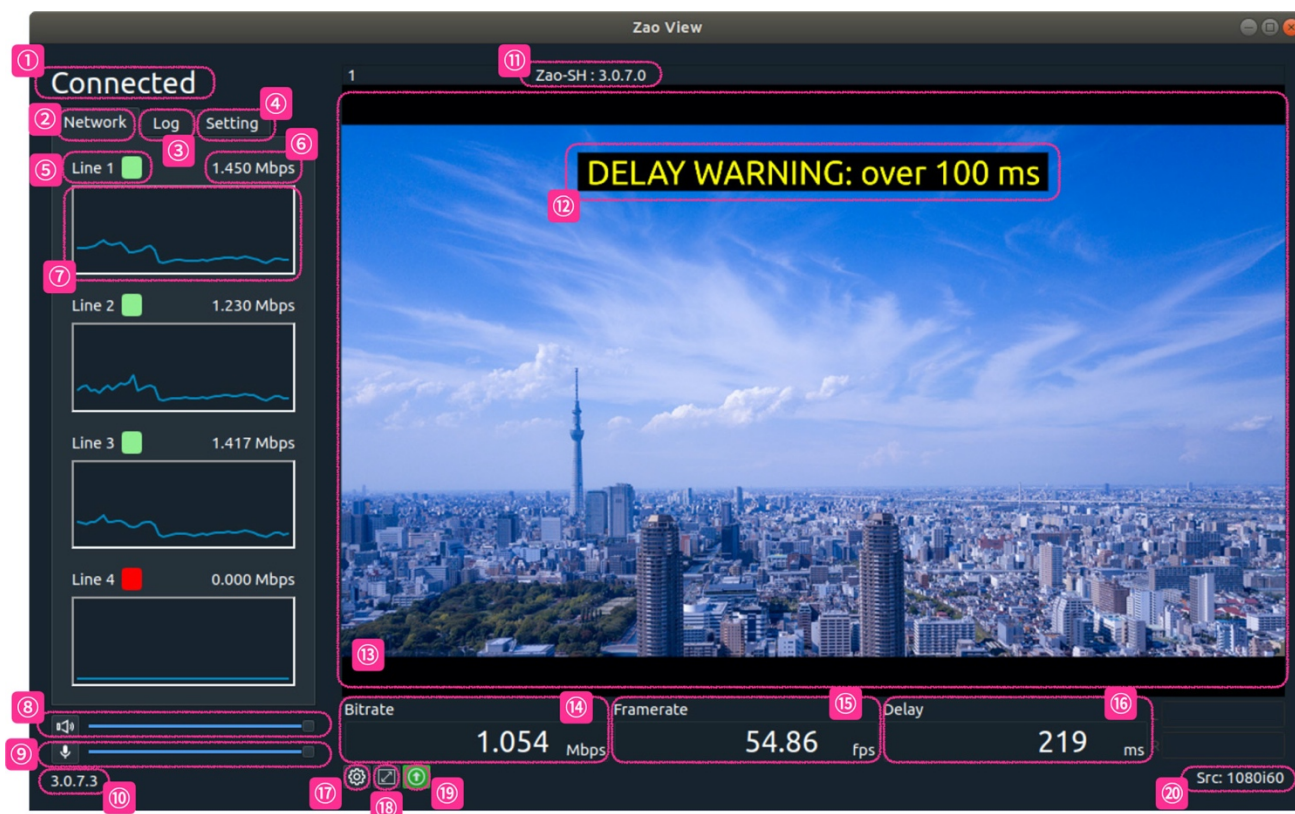 Zao View
①
Connected
②
Network
③
Log
④
Setting
⑤
Line 1
⑥
1.450 Mbps
⑦
Line 2
1.230 Mbps
Line 3
1.417 Mbps
Line 4
0.000 Mbps
⑧
⑨
3.0.7.3
⑩
1
⑪
Zao-SH : 3.0.7.0
DELAY WARNING: over 100 ms
⑫
⑬
Bitrate
⑭
1.054 Mbps
Framerate
⑮
54.86 fps
Delay
⑯
219 ms
R
⑰
⑱
⑲
Src: 1080i60
⑳